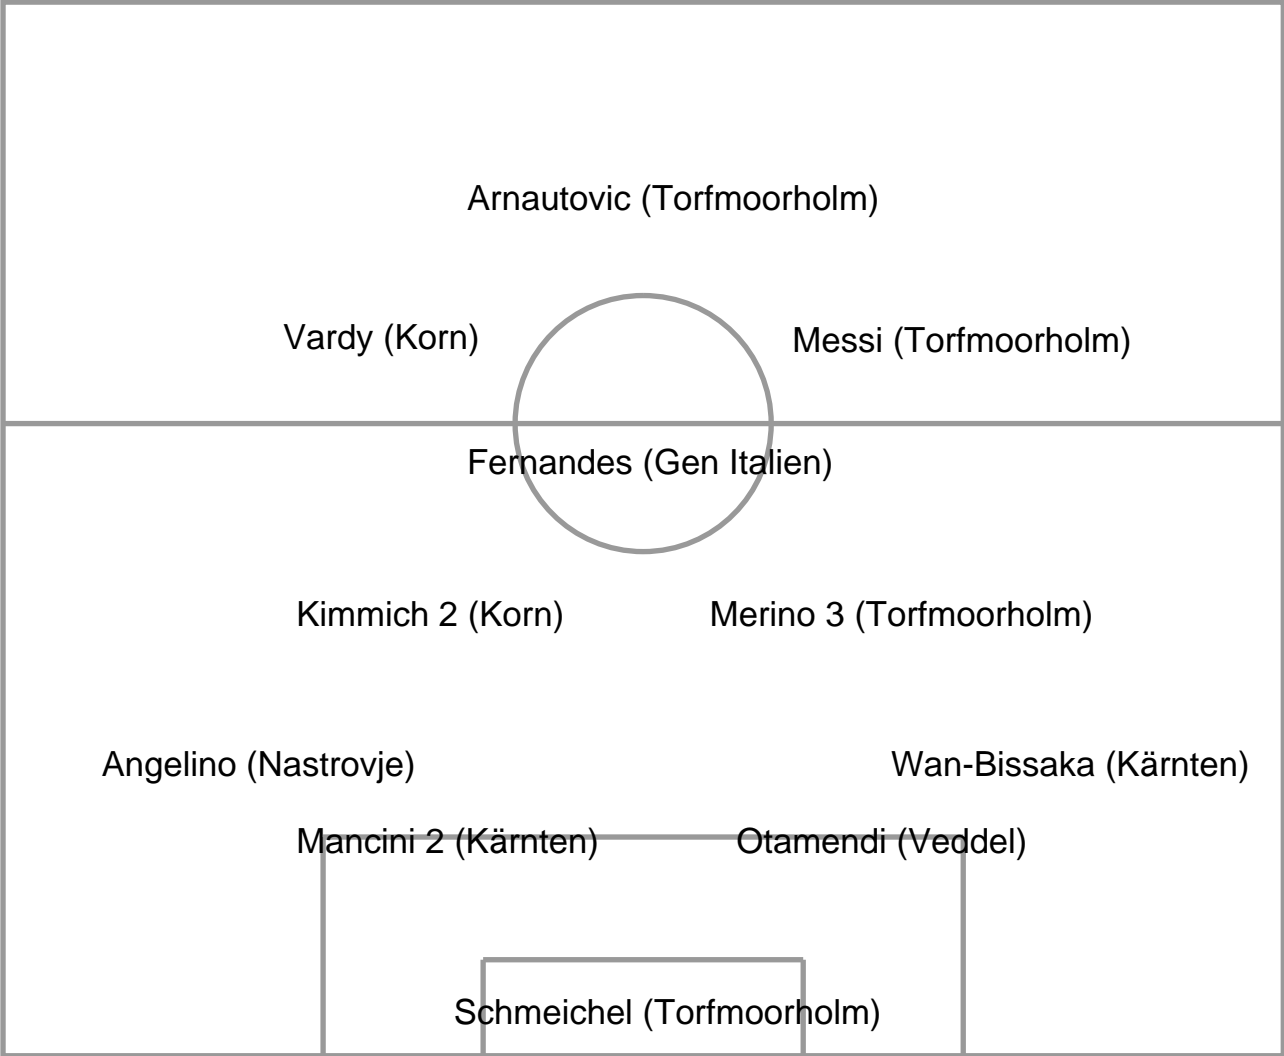 Arnautovic (Torfmoorholm)
Vardy (Korn)
Messi (Torfmoorholm)
Fernandes (Gen Italien)
Kimmich 2 (Korn)
Merino 3 (Torfmoorholm)
Angelino (Nastrovje)
Wan-Bissaka (Kärnten)
Mancini 2 (Kärnten)
Otamendi (Veddel)
Schmeichel (Torfmoorholm)